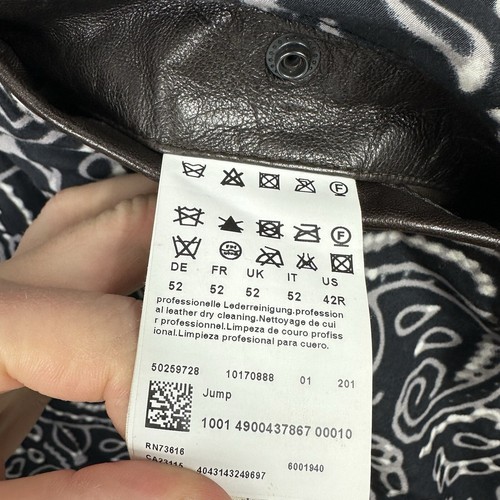 F
F
DE FR UK IT US
52 52 52 52 42R
professionelle Lederreinigung.profession
al leather dry cleaning.Nettoyage de cui
r professionnel.Limpeza de couro profiss
ional.Limpieza profesional para cuero.
50259728 10170888 01 201
Jump
1001 4900437867 00010
RN73616
CA23115 4043143249697 6001940